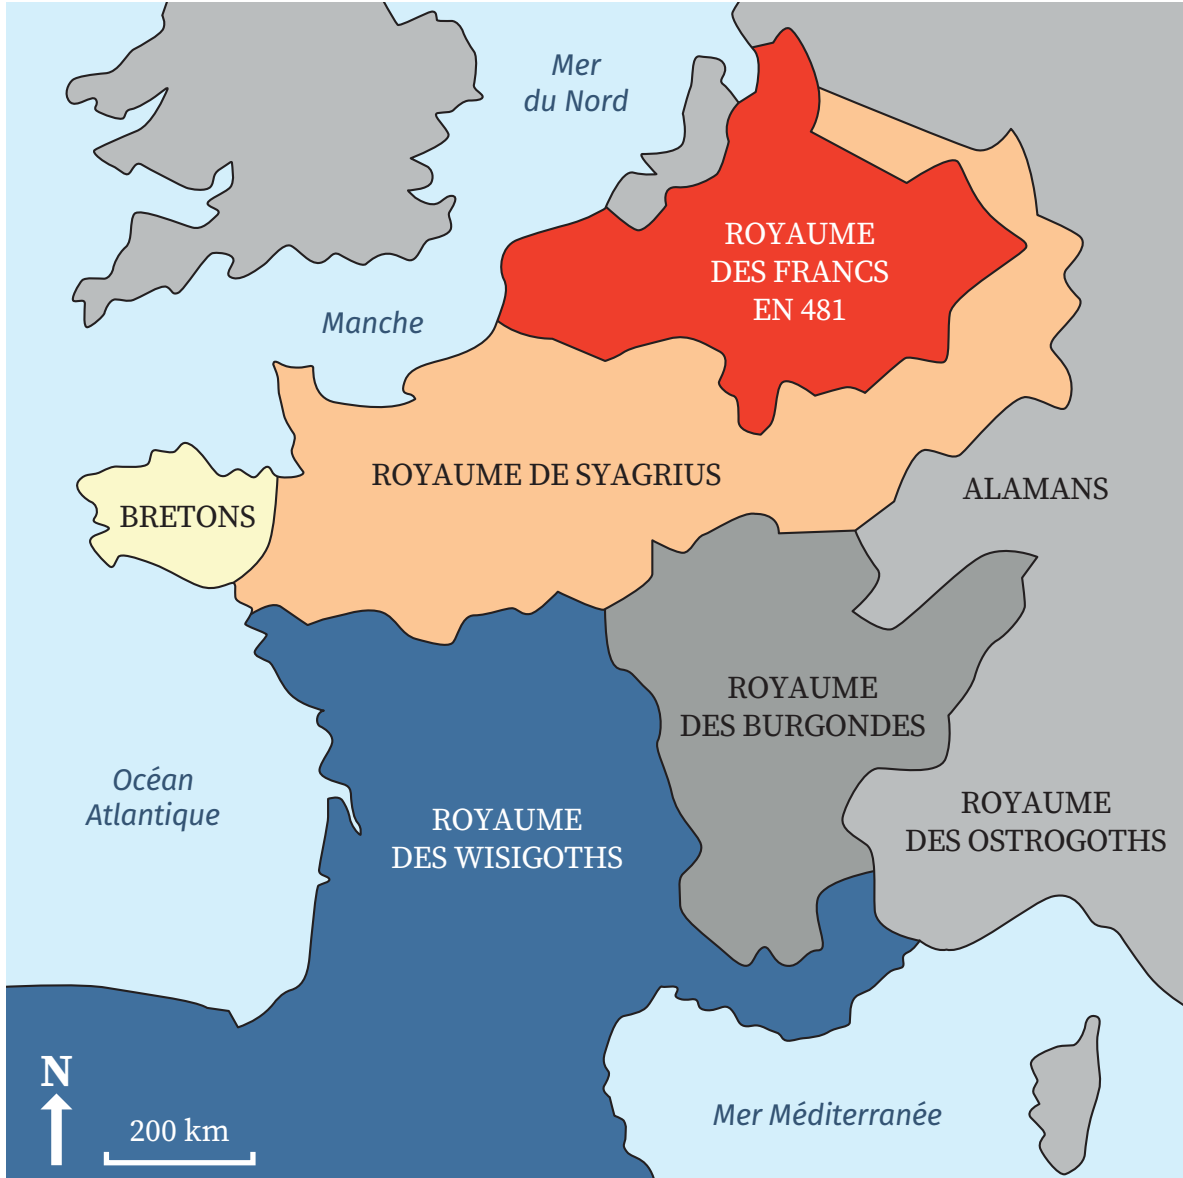 Mer
du Nord
ROYAUME
DES FRANCS
EN 481
Manche
ROYAUME DE SYAGRIUS
ALAMANS
BRETONS
ROYAUME
DES BURGONDES
Océan
Atlantique
ROYAUME
DES WISIGOTHS
ROYAUME
DES OSTROGOTHS
N
200 km
Mer Méditerranée